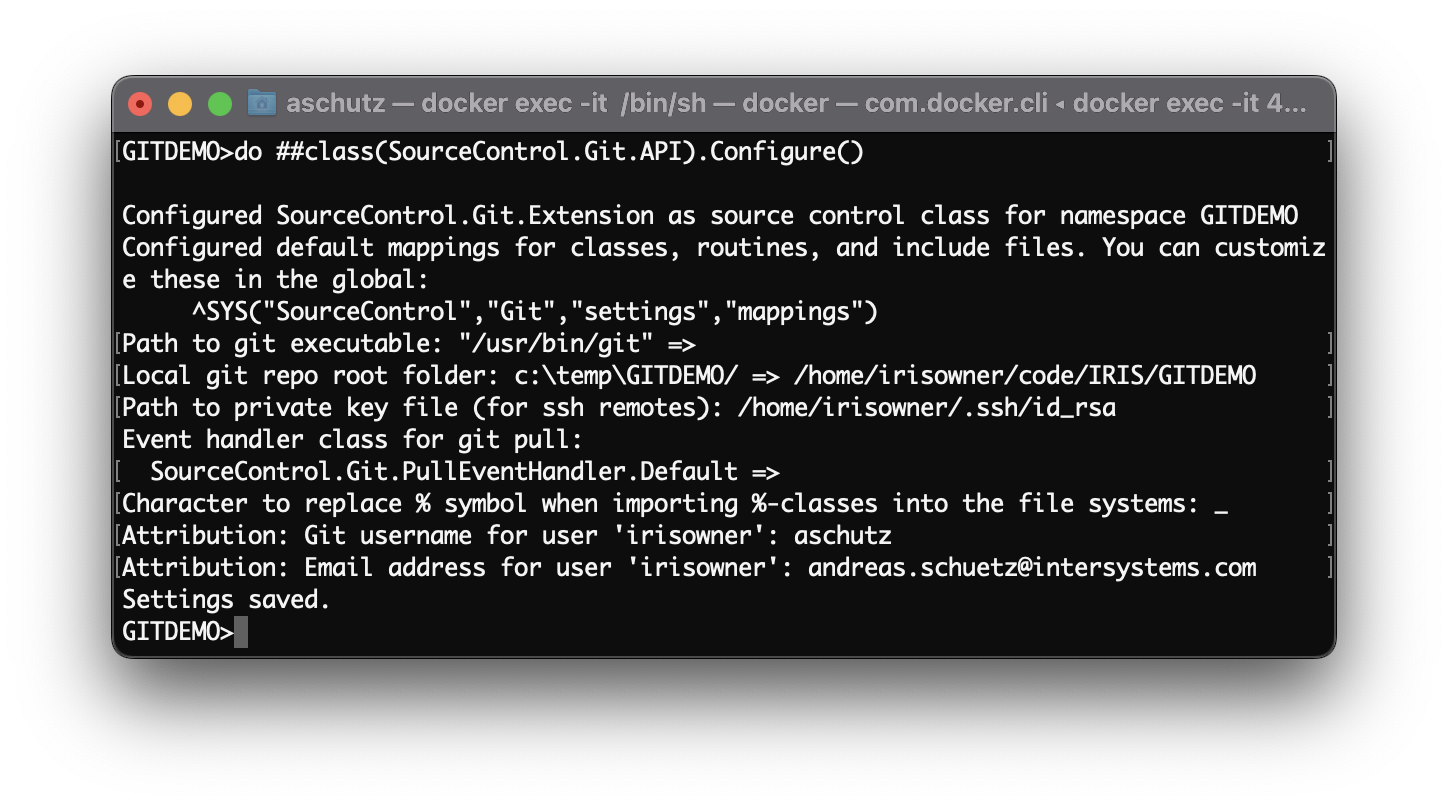 aschutz — docker exec -it  /bin/sh — docker — com.docker.cli ◂ docker exec -it 4...
[GITDEMO>do ##class(SourceControl.Git.API).Configure() ]
Configured SourceControl.Git.Extension as source control class for namespace GITDEMO
Configured default mappings for classes, routines, and include files. You can customiz
e these in the global:
     ^SYS("SourceControl","Git","settings","mappings")
[Path to git executable: "/usr/bin/git" => ]
[Local git repo root folder: c:\temp\GITDEMO/ => /home/irisowner/code/IRIS/GITDEMO ]
[Path to private key file (for ssh remotes): /home/irisowner/.ssh/id_rsa ]
Event handler class for git pull:
[  SourceControl.Git.PullEventHandler.Default => ]
[Character to replace % symbol when importing %-classes into the file systems: _ ]
[Attribution: Git username for user 'irisowner': aschutz ]
[Attribution: Email address for user 'irisowner': andreas.schuetz@intersystems.com ]
Settings saved.
GITDEMO>